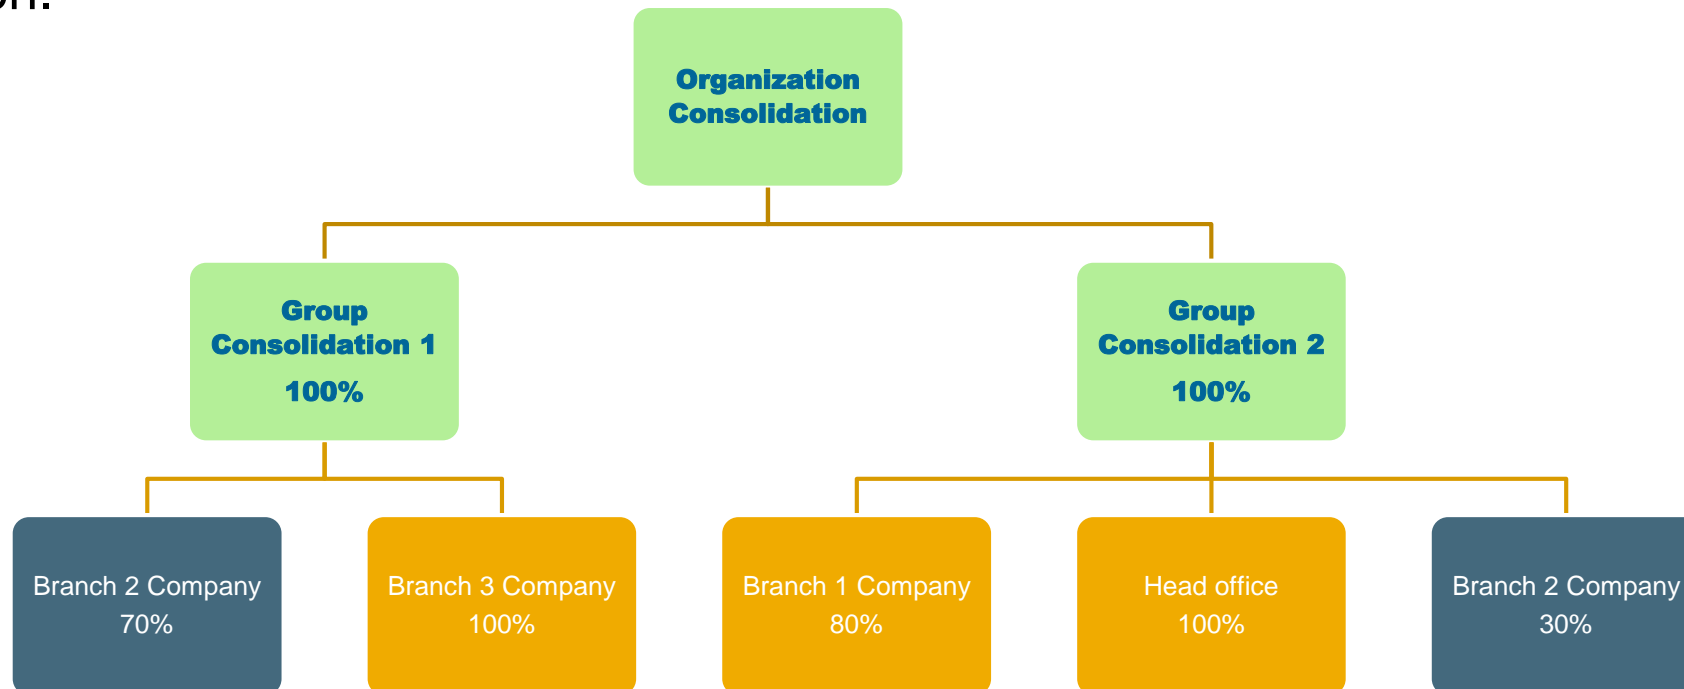 Organization
Consolidation
Group
Consolidation 1
100%
Group
Consolidation 2
100%
Branch 2 Company
70%
Branch 3 Company
100%
Branch 1 Company
80%
Head office
100%
Branch 2 Company
30%